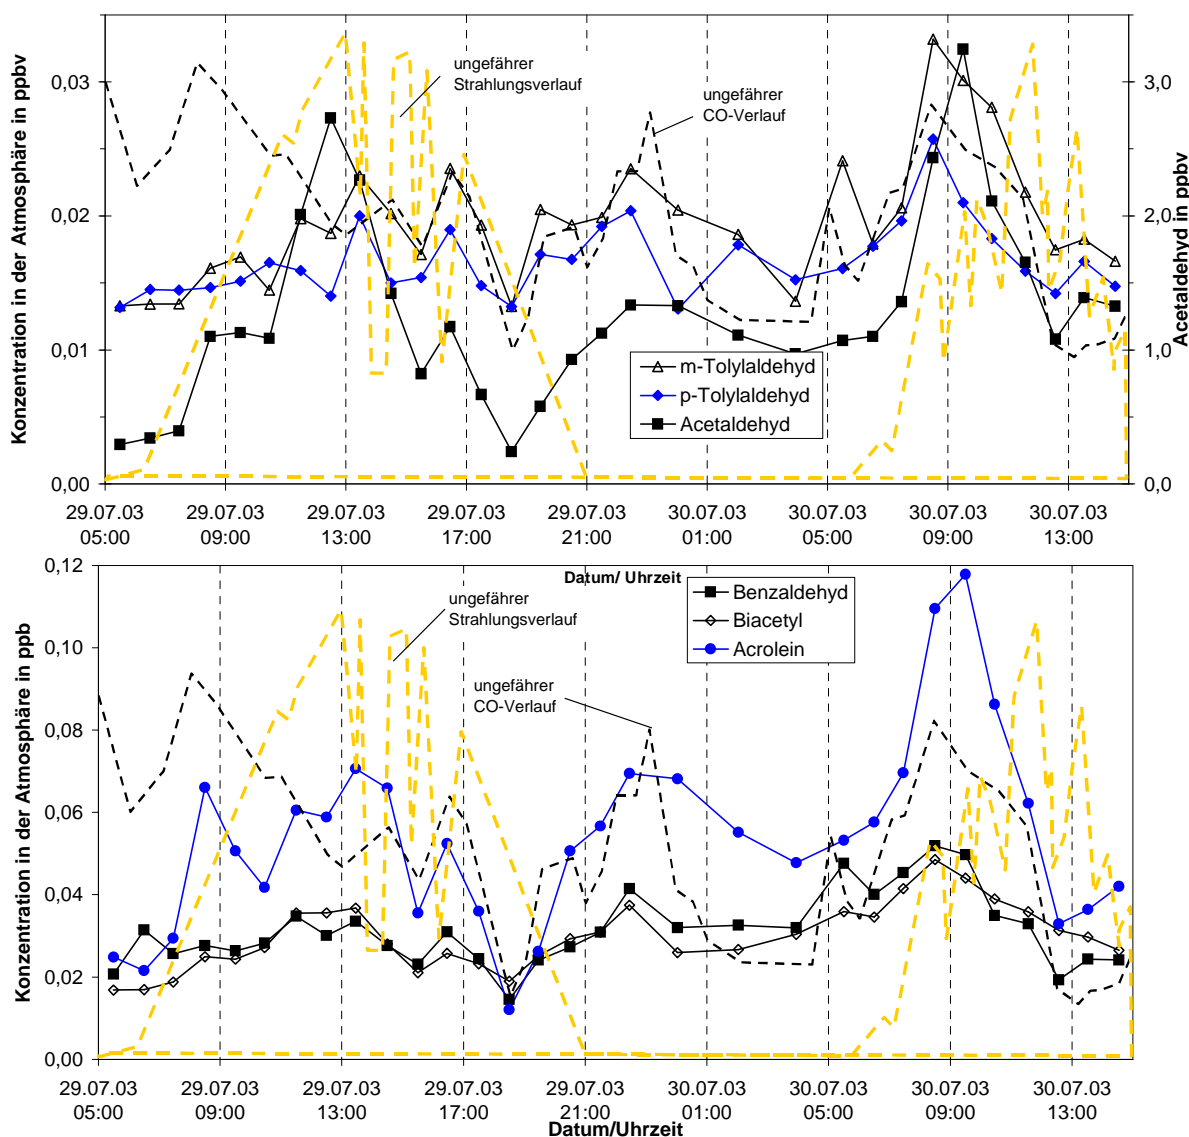 Konzentration in der Atmosphäre in ppbv
0,03
0,02
0,01
0,00
ungefährer
Strahlungsverlauf
ungefährer
CO-Verlauf
m-Tolylaldehyd
p-Tolylaldehyd
Acetaldehyd
3,0
2,0
1,0
0,0
Acetaldehyd in ppbv
29.07.03 29.07.03 29.07.03 29.07.03 29.07.03 30.07.03 30.07.03 30.07.03 30.07.03
05:00 09:00 13:00 17:00 21:00 01:00 05:00 09:00 13:00
Datum/ Uhrzeit
Konzentration in der Atmosphäre in ppb
0,12
0,10
0,08
0,06
0,04
0,02
0,00
ungefährer
Strahlungsverlauf
ungefährer
CO-Verlauf
Benzaldehyd
Biacetyl
Acrolein
29.07.03 29.07.03 29.07.03 29.07.03 29.07.03 30.07.03 30.07.03 30.07.03 30.07.03
05:00 09:00 13:00 17:00 21:00 01:00 05:00 09:00 13:00
Datum/Uhrzeit